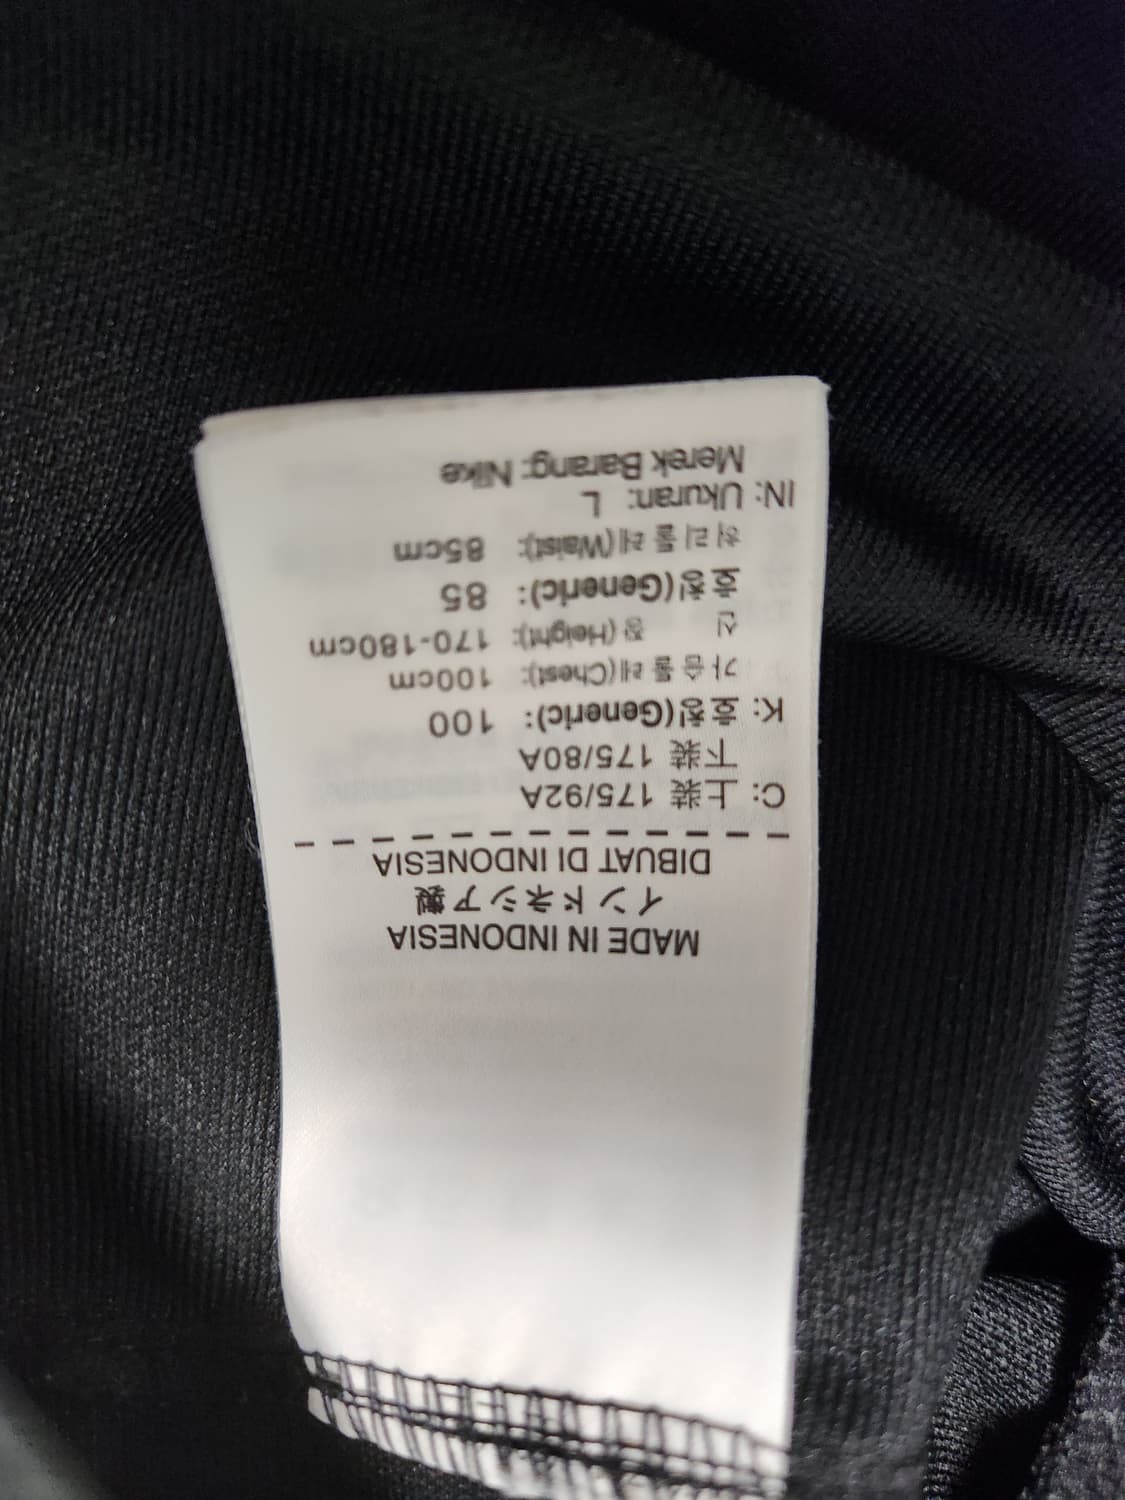 MADE IN INDONESIA
インドネシア製
DIBUAT DI INDONESIA
C: 上装 175/92A
下装 175/80A
K: 호칭(Generic): 100
가슴둘레(Chest): 100cm
신 장(Height): 170-180cm
호칭(Generic): 85
허리둘레(Waist): 85cm
IN: Ukuran: L
Merek Barang: Nike